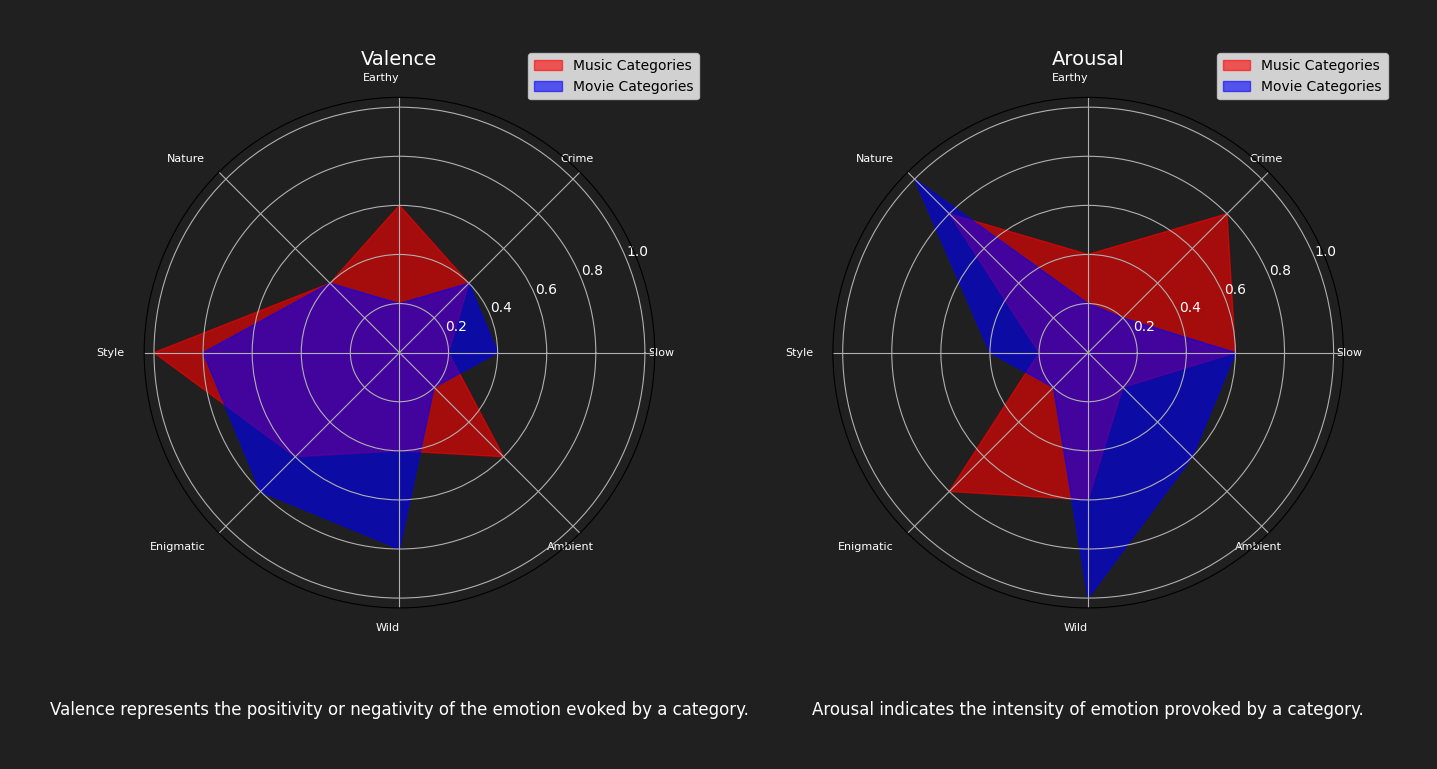 Valence
Music Categories
Movie Categories
Earthy
Nature
Crime
1.0
0.8
0.6
0.4
0.2
Style
Slow
Enigmatic
Ambient
Wild
Valence represents the positivity or negativity of the emotion evoked by a category.
Arousal
Music Categories
Movie Categories
Earthy
Nature
Crime
1.0
0.8
0.6
0.4
0.2
Style
Slow
Enigmatic
Ambient
Wild
Arousal indicates the intensity of emotion provoked by a category.